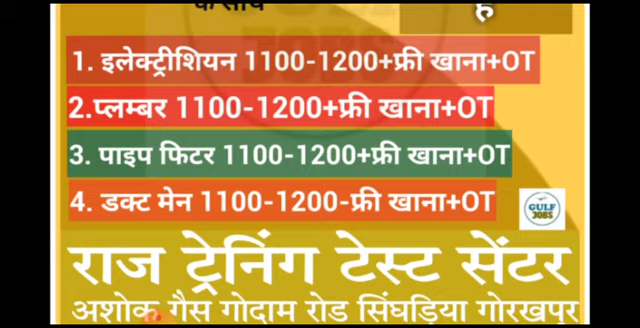 के साथ
है
1. इलेक्ट्रीशियन 1100-1200+फ्री खाना+OT
2.प्लम्बर 1100-1200+फ्री खाना+OT
3. पाइप फिटर 1100-1200+फ्री खाना+OT
4. डक्ट मेन 1100-1200-फ्री खाना+OT
GULF
JOBS
राज ट्रेनिंग टेस्ट सेंटर
अशोक गैस गोदाम रोड सिंघड़िया गोरखपुर